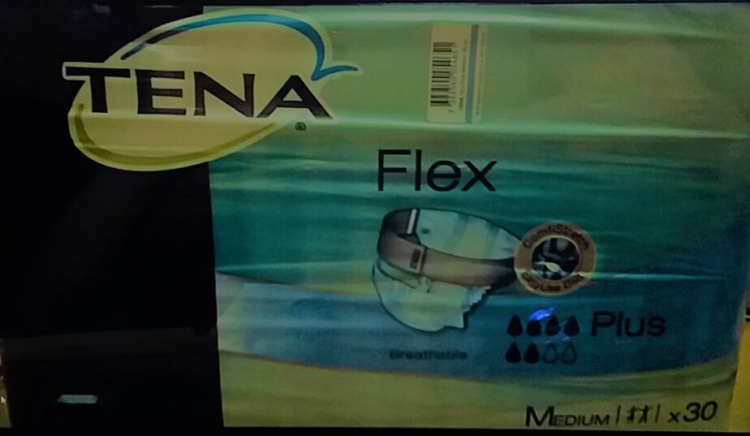 TENA
®
Flex
Breathable
Plus
MEDIUM x30